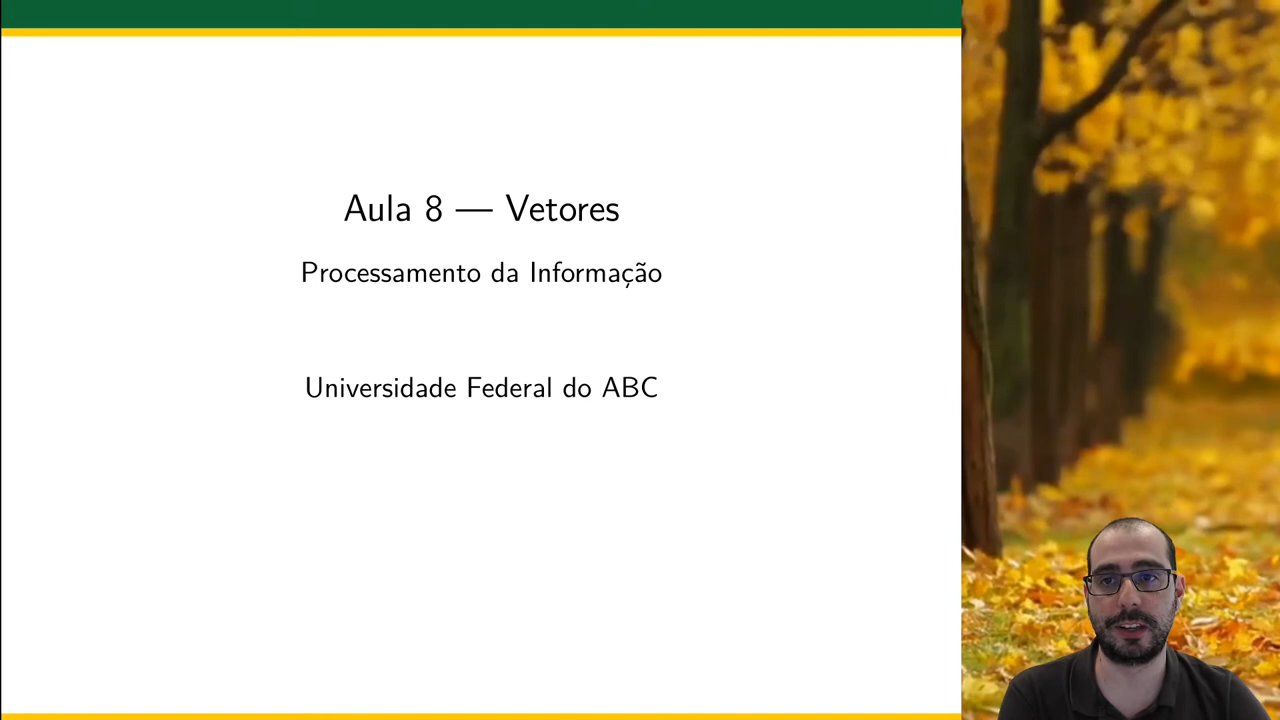 Aula 8 — Vetores
Processamento da Informação
Universidade Federal do ABC